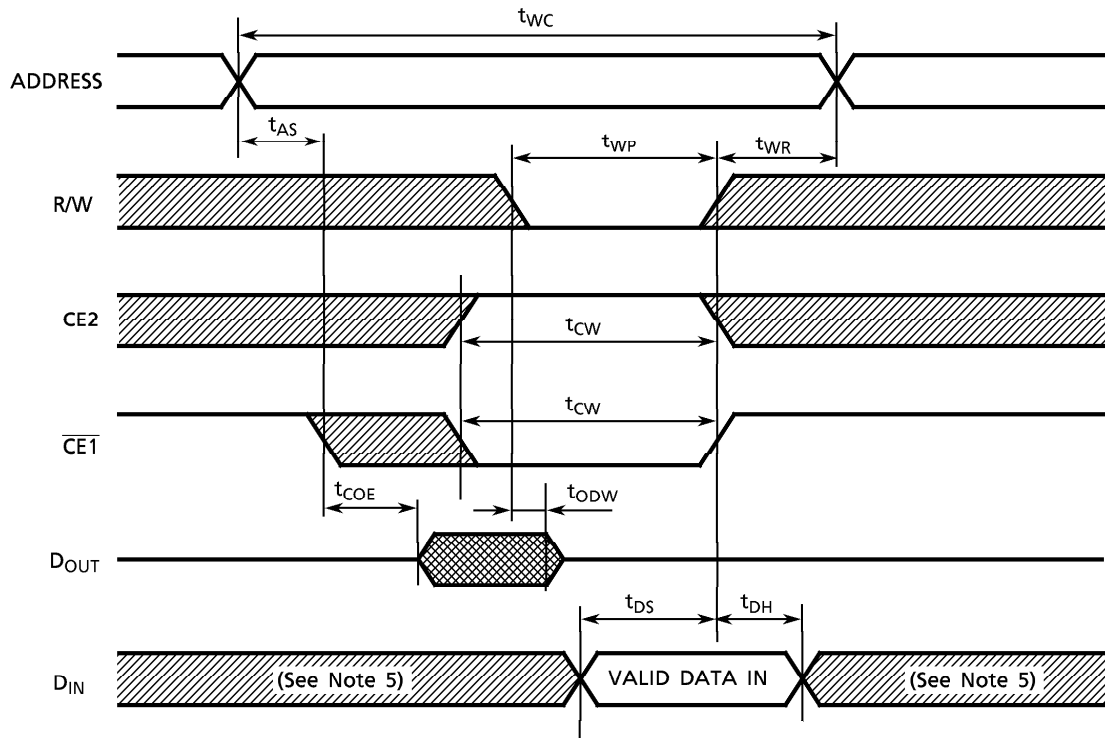 tWC
ADDRESS
tAS
tWP
tWR
R/W
CE2
tCW
tCW
CE1
tCOE
tODW
DOUT
tDS
tDH
DIN
(See Note 5)
VALID DATA IN
(See Note 5)